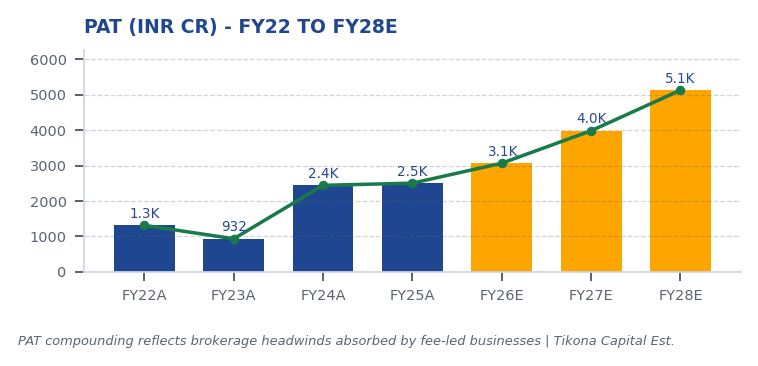 PAT (INR CR) - FY22 TO FY28E
6000
5000
4000
3000
2000
1000
0
1.3K
932
2.4K
2.5K
3.1K
4.0K
5.1K
FY22A FY23A FY24A FY25A FY26E FY27E FY28E
PAT compounding reflects brokerage headwinds absorbed by fee-led businesses | Tikona Capital Est.